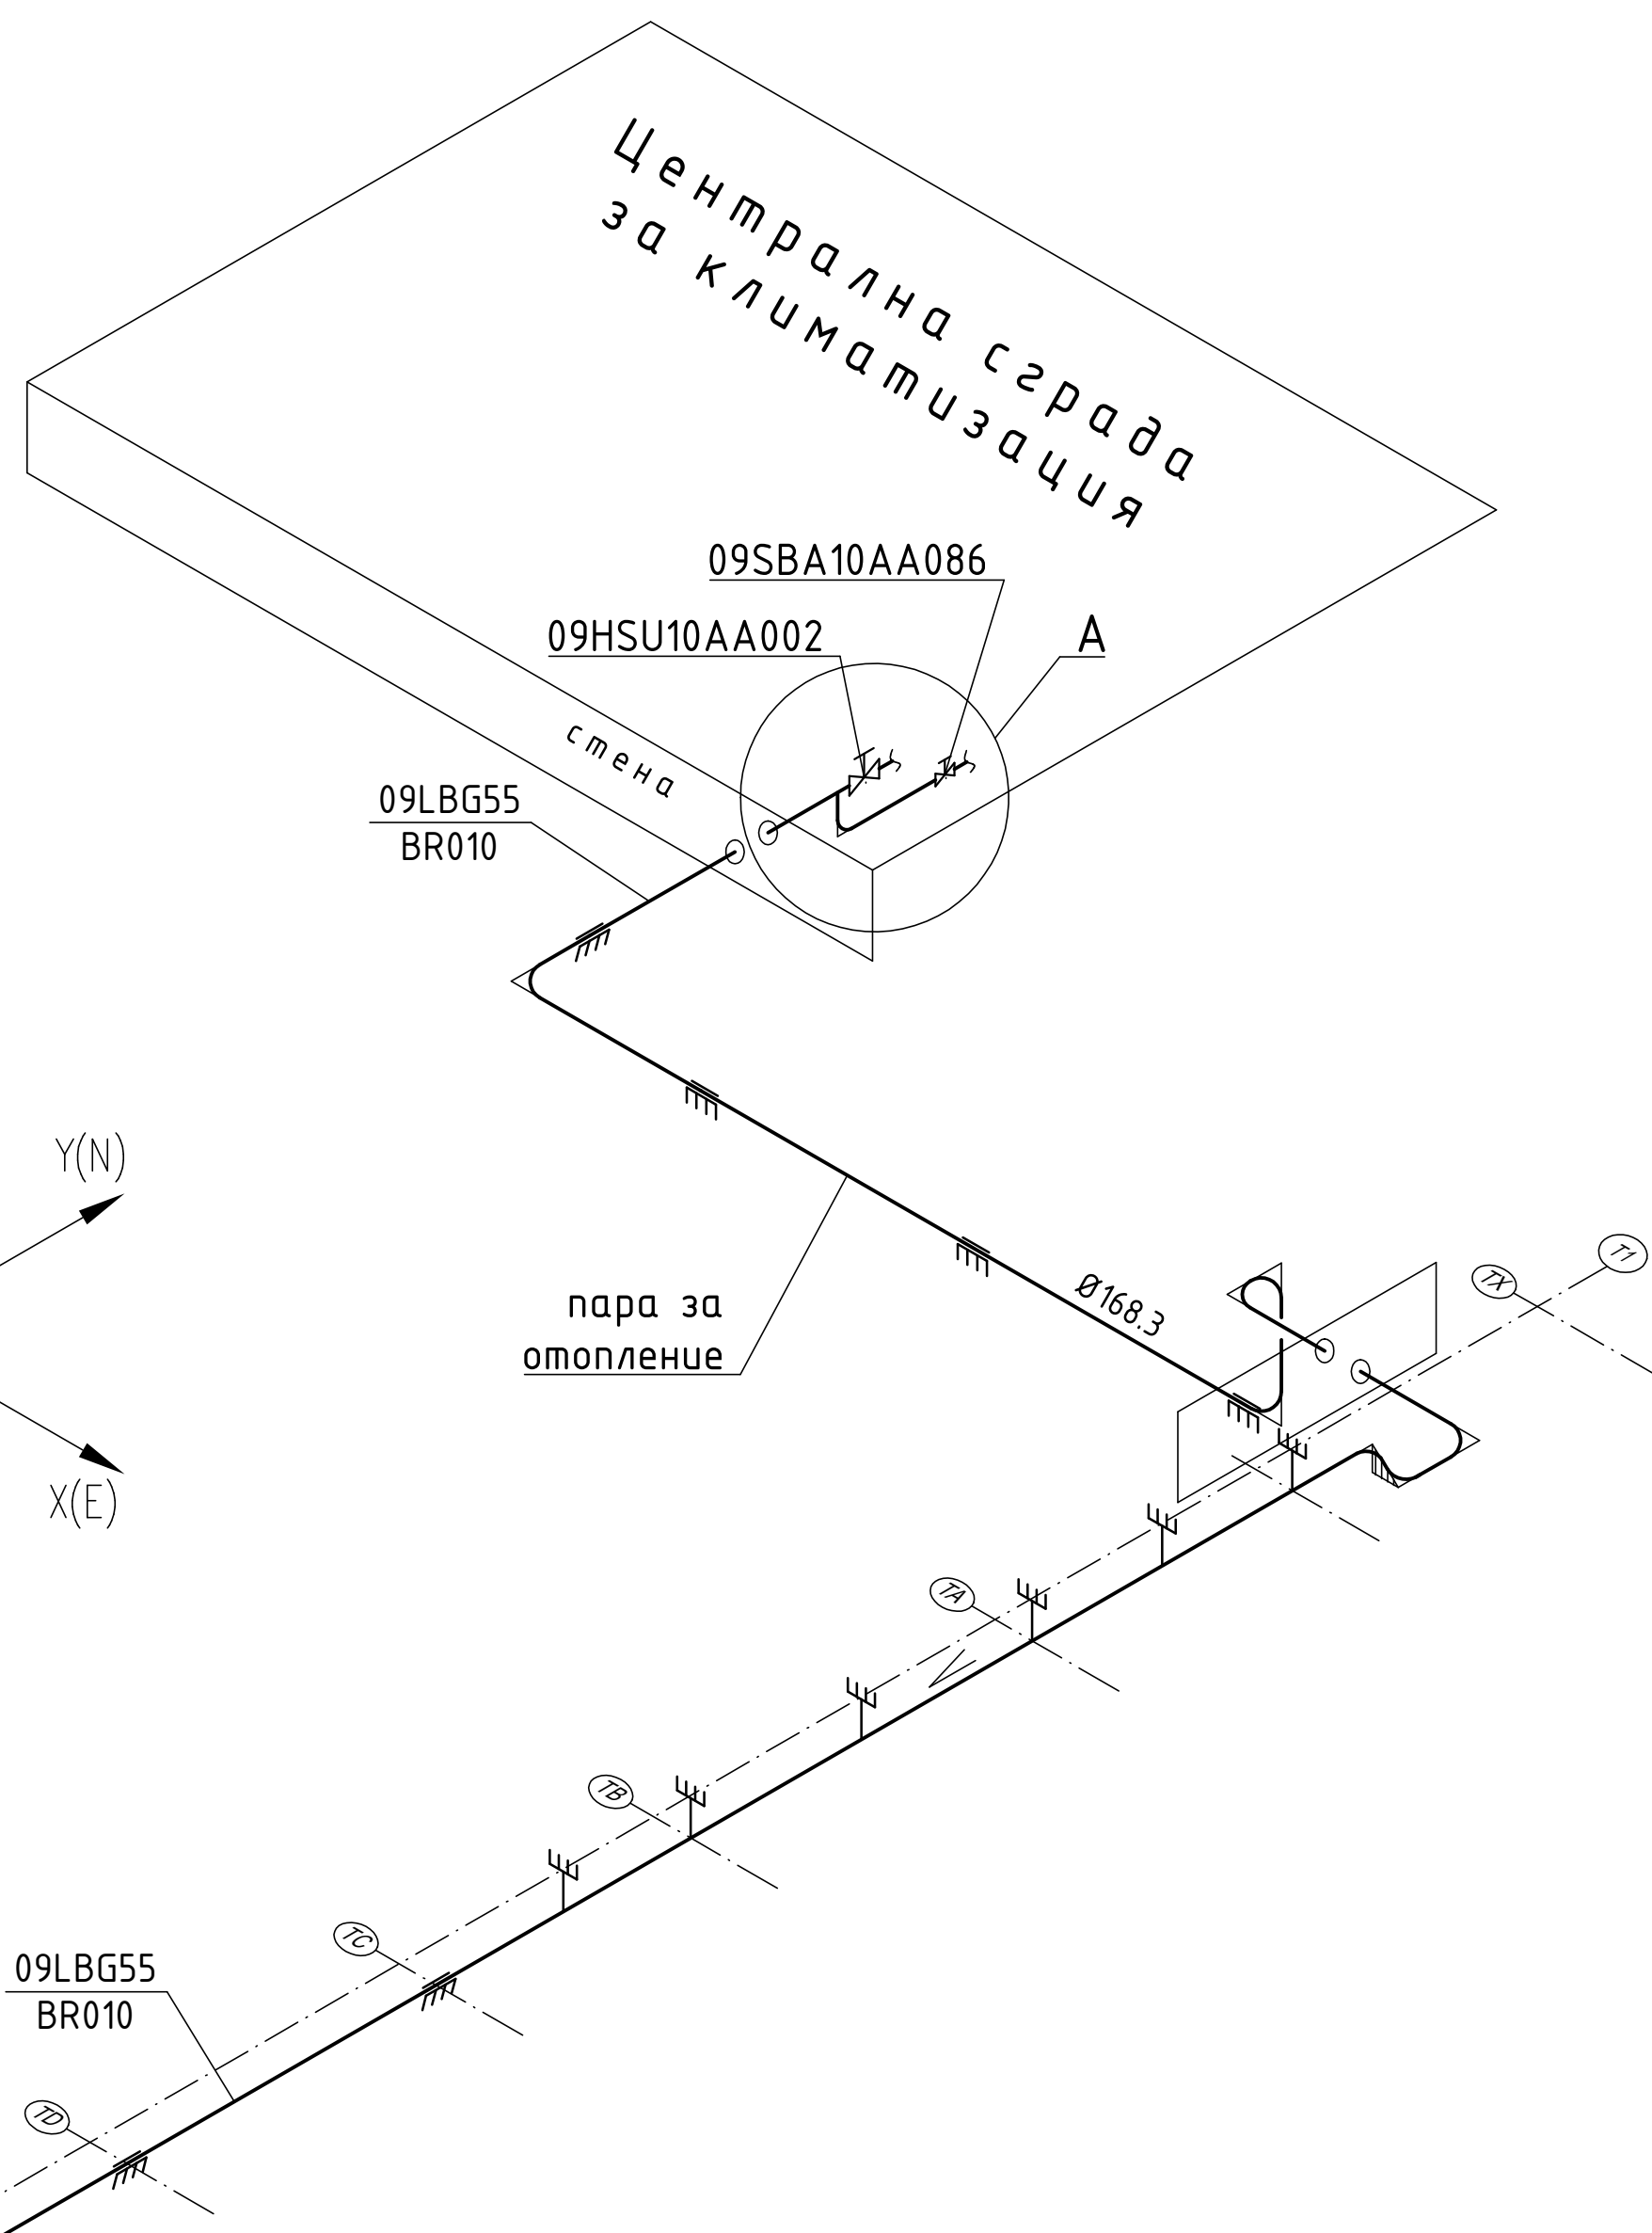 Централна сграда
за климатизация
09SBA10AA086
09HSU10AA002
A
стена
09LBG55
BR010
Y(N)
X(E)
пара за
отопление
Ø168.3
T1
TX
TA
TB
TC
09LBG55
BR010
TD